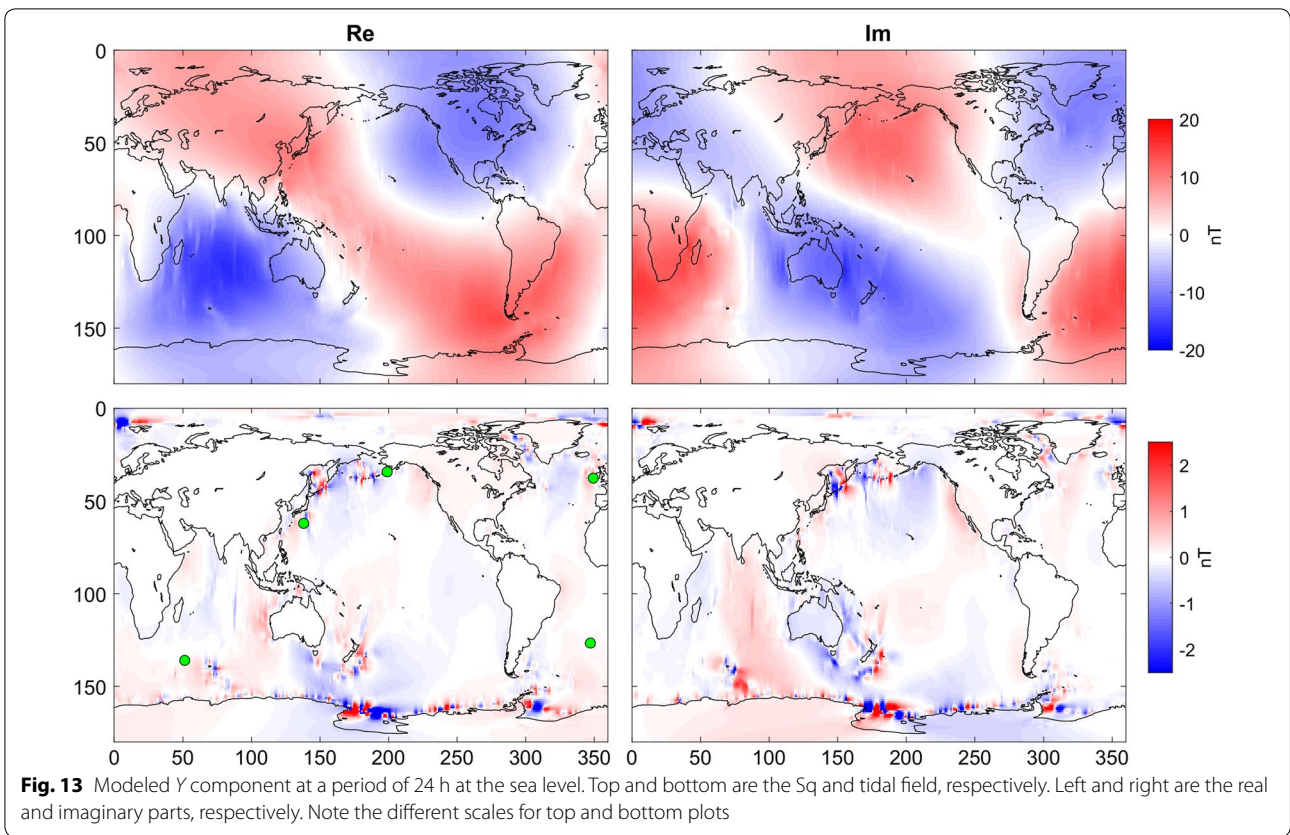 Re
Im
0
50
100
150
20
10
0
-10
-20
nT
0
50
100
150
2
1
0
-1
-2
nT
0 50 100 150 200 250 300 350
0 50 100 150 200 250 300 350
Fig. 13 Modeled Y component at a period of 24 h at the sea level. Top and bottom are the Sq and tidal field, respectively. Left and right are the real
and imaginary parts, respectively. Note the different scales for top and bottom plots